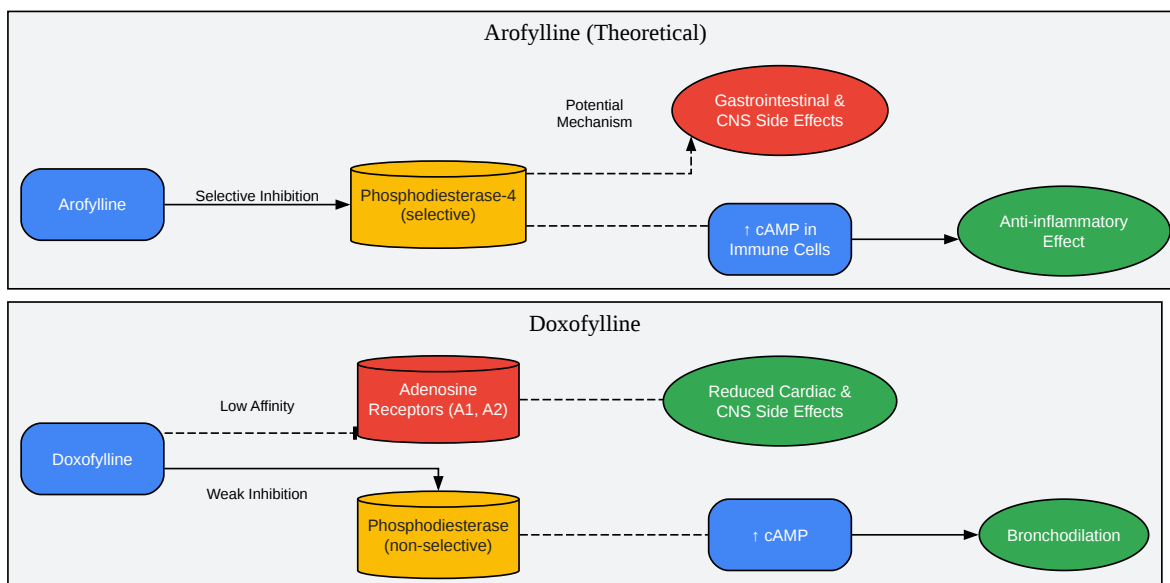 Arofylline (Theoretical)
Potential
Mechanism
Gastrointestinal &
CNS Side Effects
Arofylline
Selective Inhibition
Phosphodiesterase-4
(selective)
↑ cAMP in
Immune Cells
Anti-inflammatory
Effect
Doxofylline
Low Affinity
Adenosine
Receptors (A1, A2)
Reduced Cardiac &
CNS Side Effects
Doxofylline
Weak Inhibition
Phosphodiesterase
(non-selective)
↑ cAMP
Bronchodilation